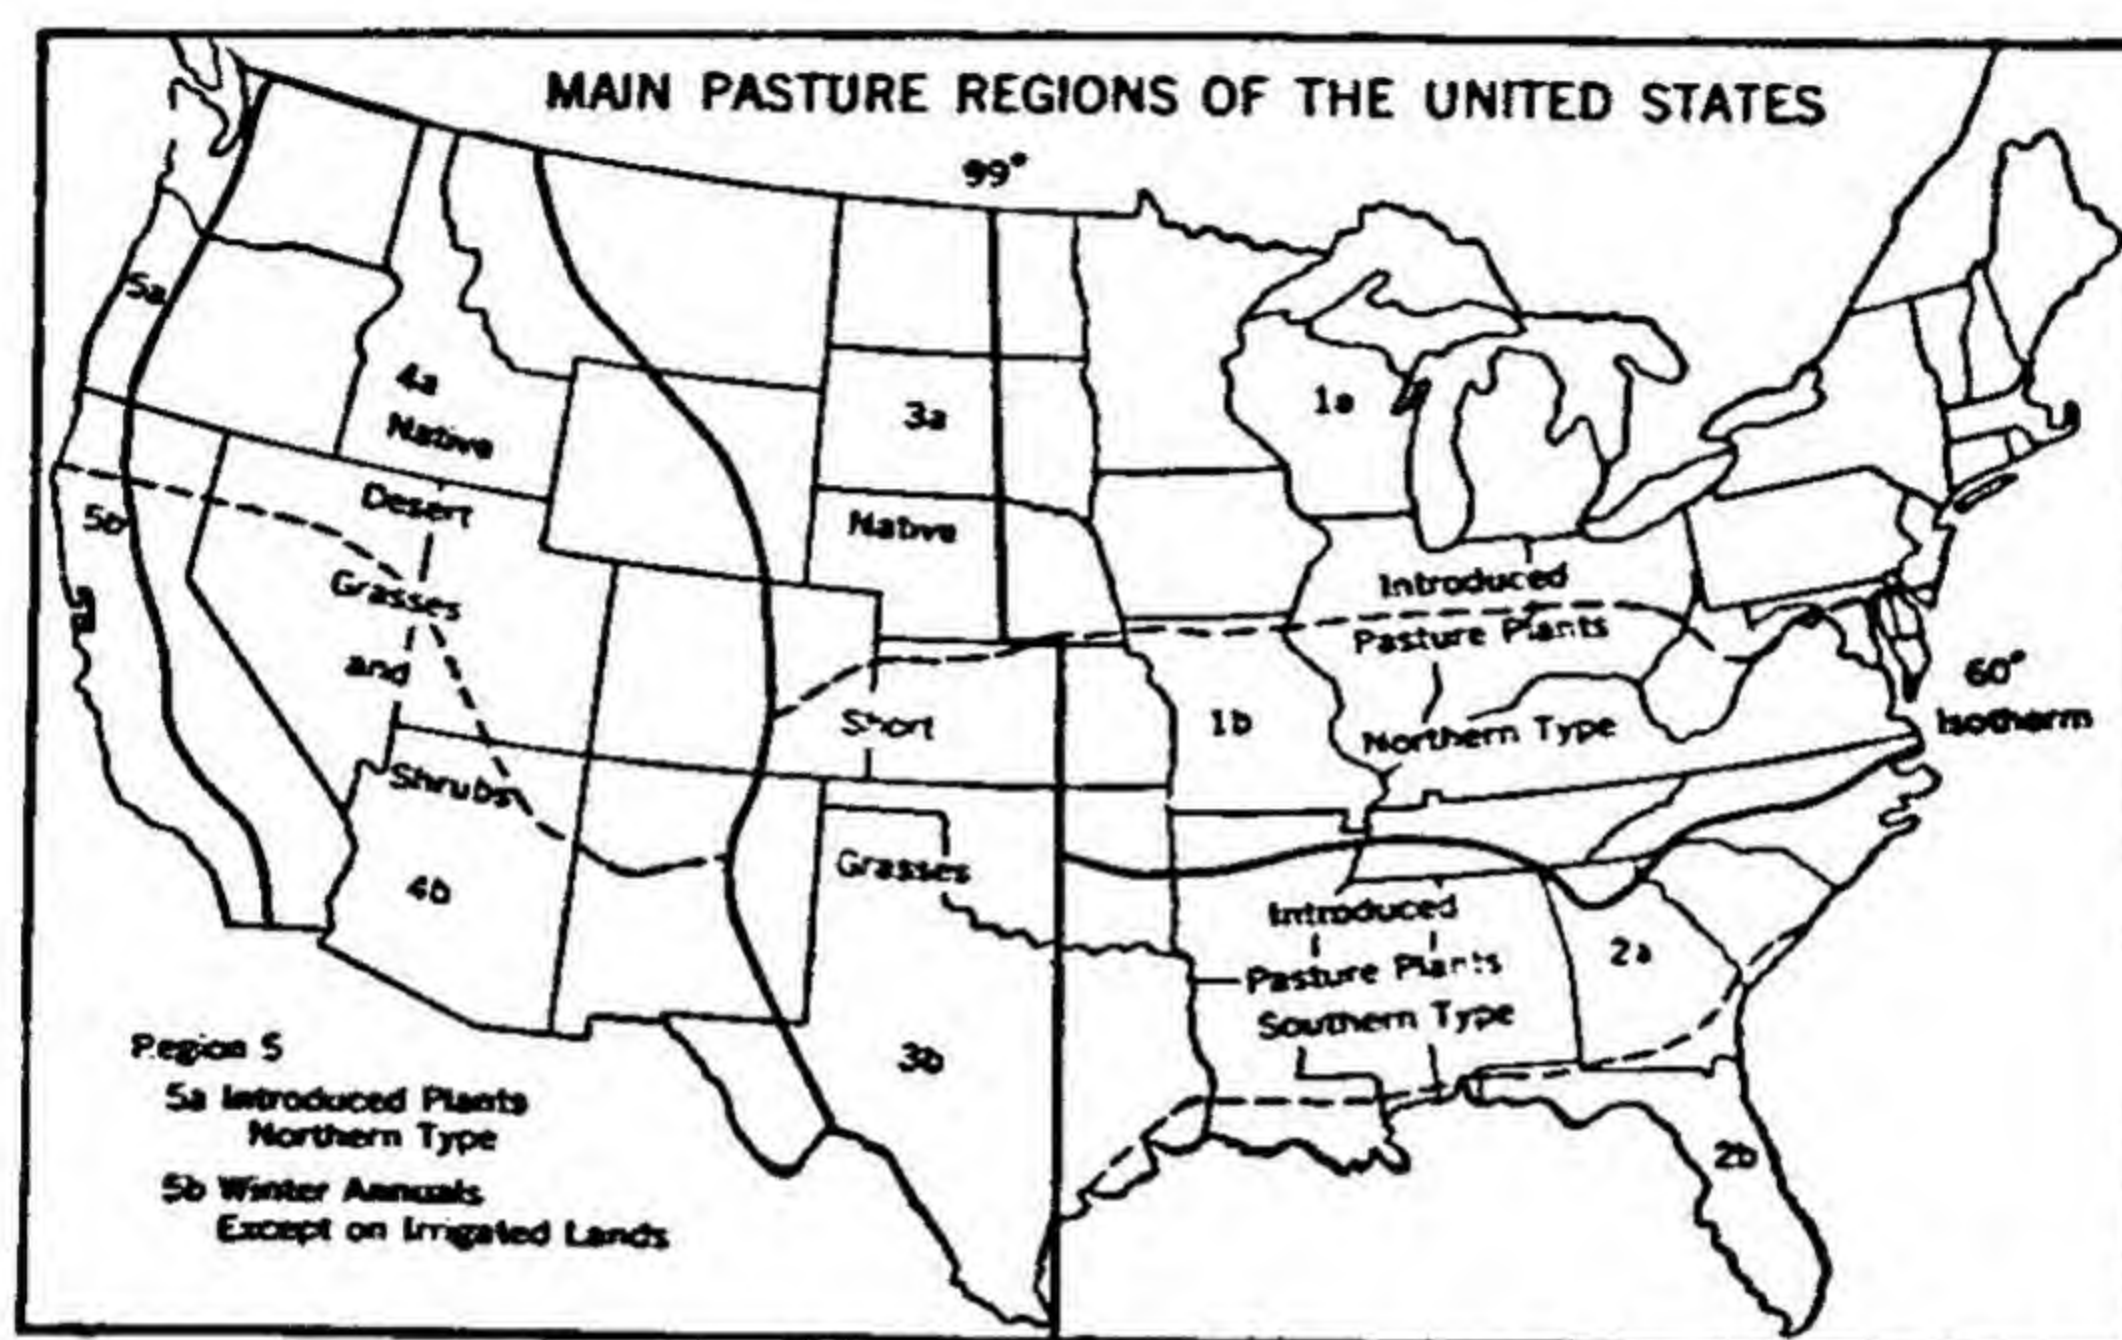 MAIN PASTURE REGIONS OF THE UNITED STATES
99°
5a
4a
Native
3a
1a
Desert
5b
Native
Grasses
Introduced
Pasture Plants
and
60°
Short
1b
Northern Type
Isotherm
Shrubs
Grasses
4b
Introduced
2a
Pasture Plants
Southern Type
3b
Region 5
5a Introduced Plants
Northern Type
2b
5b Winter Annuals
Except on Irrigated Lands